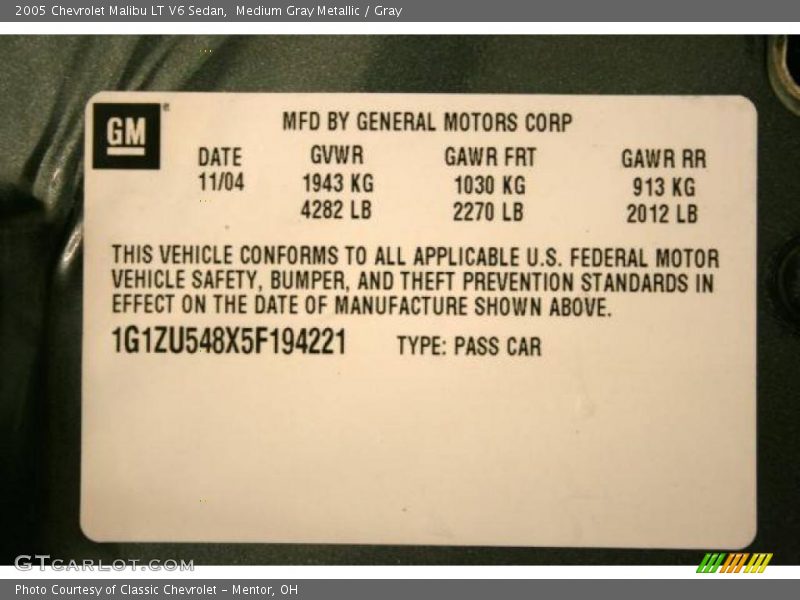 2005 Chevrolet Malibu LT V6 Sedan,  Medium Gray Metallic / Gray
GM
MFD BY GENERAL MOTORS CORP
DATE GVWR GAWR FRT GAWR RR
11/04 1943 KG 1030 KG 913 KG
4282 LB 2270 LB 2012 LB
THIS VEHICLE CONFORMS TO ALL APPLICABLE U.S. FEDERAL MOTOR
VEHICLE SAFETY, BUMPER, AND THEFT PREVENTION STANDARDS IN
EFFECT ON THE DATE OF MANUFACTURE SHOWN ABOVE.
1G1ZU548X5F194221 TYPE: PASS CAR
GTCARLOT.COM
Photo Courtesy of Classic Chevrolet - Mentor, OH